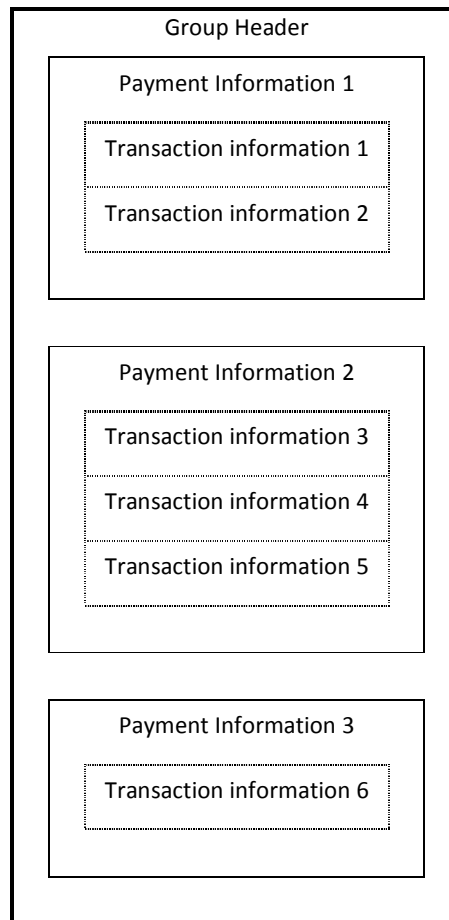 Group Header
Payment Information 1
Transaction information 1
Transaction information 2
Payment Information 2
Transaction information 3
Transaction information 4
Transaction information 5
Payment Information 3
Transaction information 6